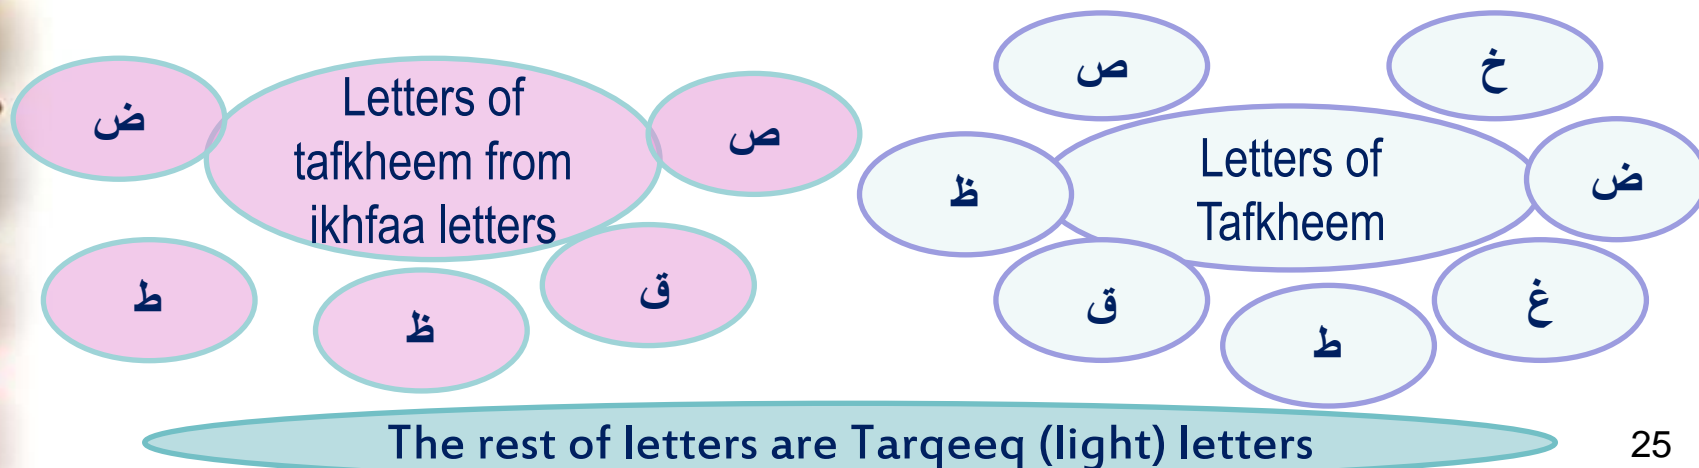 ص
خ
ض
Letters of
tafkheem from
ikhfaa letters
ص
ظ
Letters of
Tafkheem
ض
ط
ظ
ق
ق
ط
غ
The rest of letters are Tarqeeq (light) letters
25